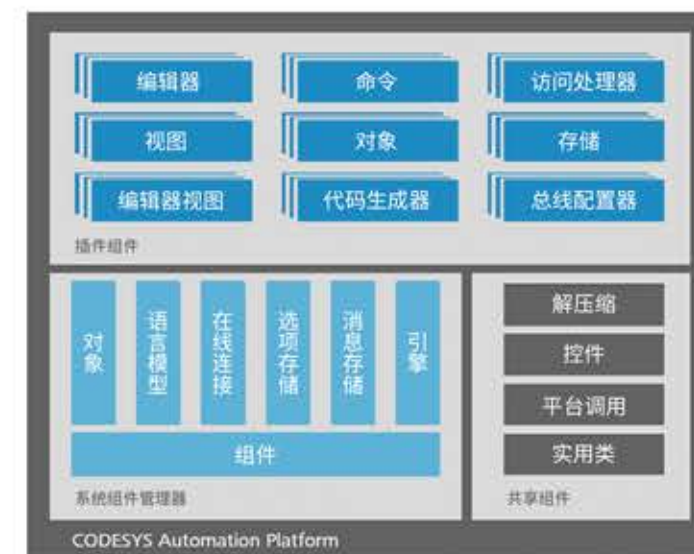 编辑器
命令
访问处理器
视图
对象
存储
编辑器视图
代码生成器
总线配置器
插件组件
对象
语言模型
在线连接
选项存储
消息存储
引擎
组件
系统组件管理器
解压缩
控件
平台调用
实用类
共享组件
CODESYS Automation Platform